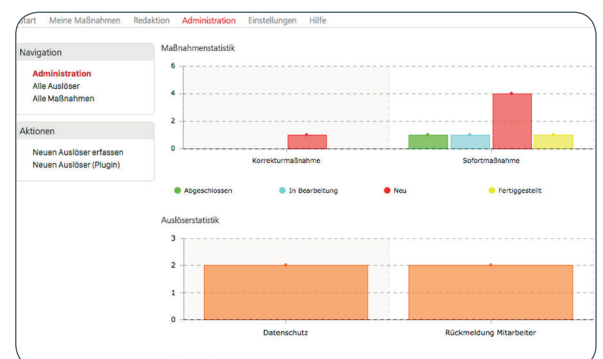 Start Meine Maßnahmen Redaktion Administration Einstellungen Hilfe
Navigation
Administration
Alle Auslöser
Alle Maßnahmen
Aktionen
Neuen Auslöser erfassen
Neuen Auslöser (Plugin)
Maßnahmenstatistik
6
4
2
0
Korrekturmaßnahme Sofortmaßnahme
Abgeschlossen In Bearbeitung Neu Fertiggestellt
Auslöserstatistik
3
2
1
0
Datenschutz Rückmeldung Mitarbeiter